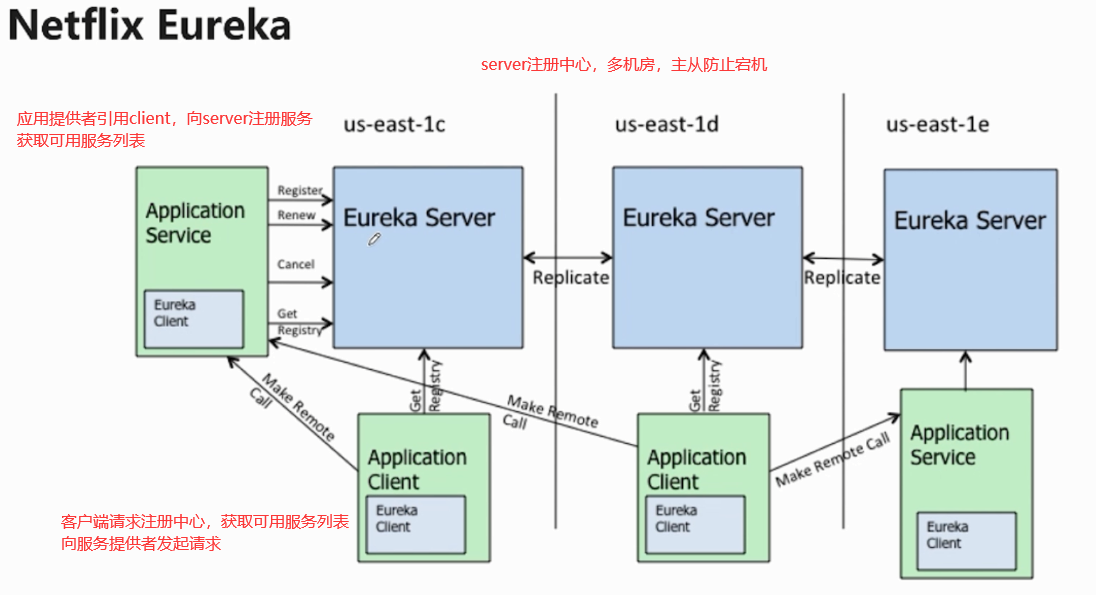 Netflix Eureka
server注册中心，多机房，主从防止宕机
应用提供者引用client，向server注册服务
获取可用服务列表
us-east-1c
us-east-1d
us-east-1e
Application
Service
Eureka
Client
Register
Renew
Cancel
Get
Registry
Eureka Server
Replicate
Eureka Server
Replicate
Eureka Server
Make Remote
Call
Get
Registry
Make Remote
Call
Get
Registry
Make Remote Call
Application
Client
Eureka
Client
Application
Client
Eureka
Client
Application
Service
Eureka
Client
客户端请求注册中心，获取可用服务列表
向服务提供者发起请求